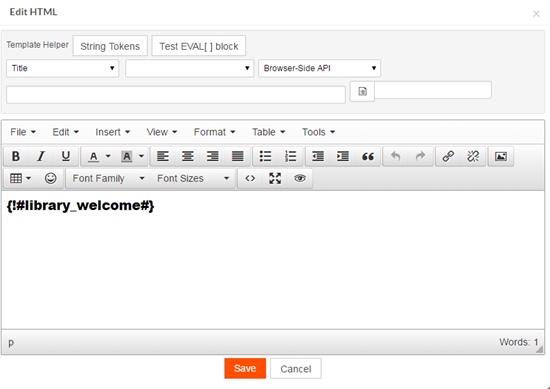 Edit HTML ×
Template Helper String Tokens Test EVAL[ ] block
Title Browser-Side API
File Edit Insert View Format Table Tools
B I U A A
Font Family Font Sizes
{!#library_welcome#}
p Words: 1
Save Cancel